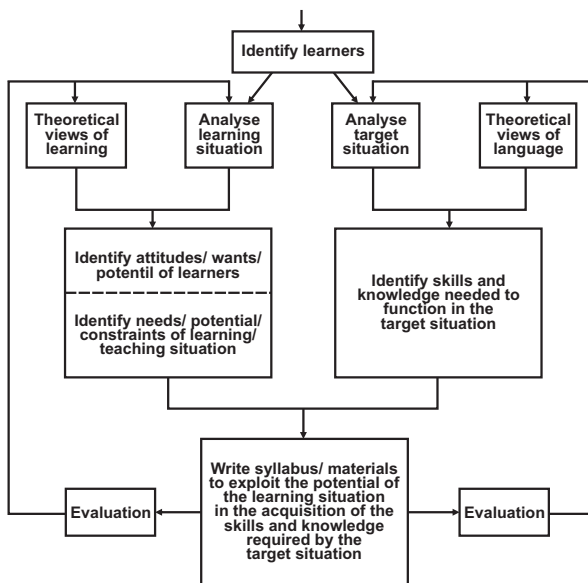 Identify learners
Theoretical
views of
learning
Analyse
learning
situation
Analyse
target
situation
Theoretical
views of
language
Identify attitudes/ wants/
potentil of learners
Identify needs/ potential/
constraints of learning/
teaching situation
Identify skills and
knowledge needed to
function in the
target situation
Write syllabus/ materials
to exploit the potential of
the learning situation
in the acquisition of the
skills and knowledge
required by the
target situation
Evaluation
Evaluation